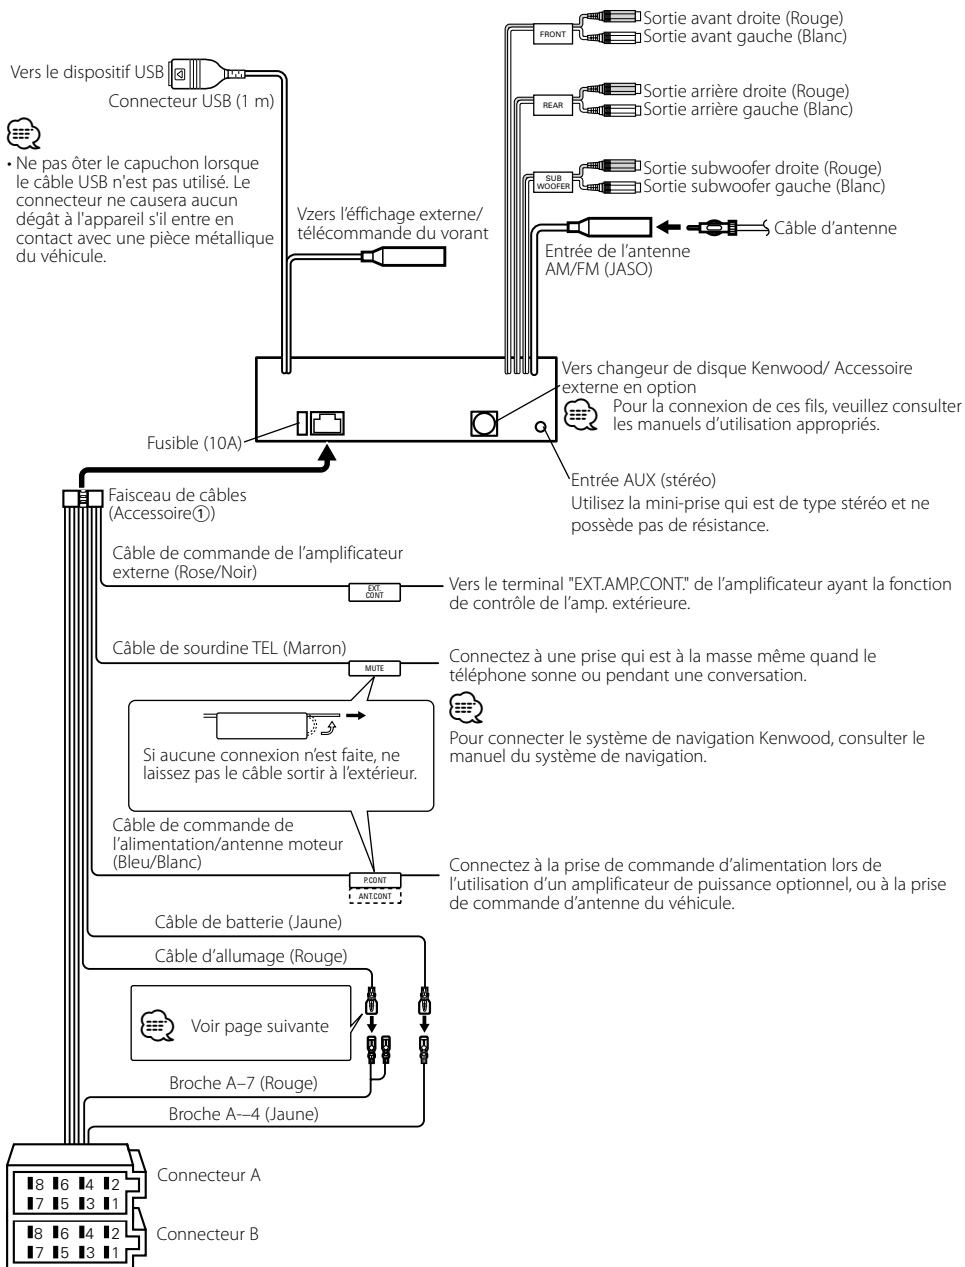 Sortie avant droite (Rouge)
FRONT
Sortie avant gauche (Blanc)
Vers le dispositif USB
Connecteur USB (1 m)
Sortie arrière droite (Rouge)
REAR
Sortie arrière gauche (Blanc)
• Ne pas ôter le capuchon lorsque
le câble USB n'est pas utilisé. Le
connecteur ne causera aucun
dégât à l'appareil s'il entre en
contact avec une pièce métallique
du véhicule.
Sortie subwoofer droite (Rouge)
SUB
WOOFER
Sortie subwoofer gauche (Blanc)
Vzers l’éffichage externe/
télécommande du vorant
Câble d’antenne
Entrée de l’antenne
AM/FM (JASO)
Vers changeur de disque Kenwood/ Accessoire
externe en option
Pour la connexion de ces fils, veuillez consulter
les manuels d’utilisation appropriés.
Fusible (10A)
Entrée AUX (stéréo)
Utilisez la mini-prise qui est de type stéréo et ne
possède pas de résistance.
Faisceau de câbles
(Accessoire①)
Câble de commande de l’amplificateur
externe (Rose/Noir)
EXT.
CONT
Vers le terminal "EXT.AMP.CONT." de l’amplificateur ayant la fonction
de contrôle de l’amp. extérieure.
Câble de sourdine TEL (Marron)
MUTE
Connectez à une prise qui est à la masse même quand le
téléphone sonne ou pendant une conversation.
Si aucune connexion n’est faite, ne
laissez pas le câble sortir à l’extérieur.
Pour connecter le système de navigation Kenwood, consulter le
manuel du système de navigation.
Câble de commande de
l’alimentation/antenne moteur
(Bleu/Blanc)
P.CONT
ANT.CONT
Connectez à la prise de commande d’alimentation lors de
l’utilisation d’un amplificateur de puissance optionnel, ou à la prise
de commande d’antenne du véhicule.
Câble de batterie (Jaune)
Câble d’allumage (Rouge)
Voir page suivante
Broche A–7 (Rouge)
Broche A-–4 (Jaune)
Connecteur A
8 6 4 2
7 5 3 1
Connecteur B
8 6 4 2
7 5 3 1